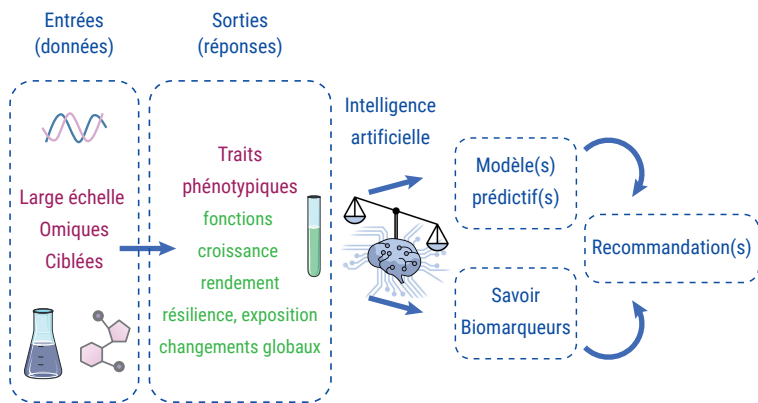 Entrées
(données)
Sorties
(réponses)
Large échelle
Omiques
Ciblées
Traits
phénotypiques
fonctions
croissance
rendement
résilience, exposition
changements globaux
Intelligence
artificielle
Modèle(s)
prédictif(s)
Savoir
Biomarqueurs
Recommandation(s)